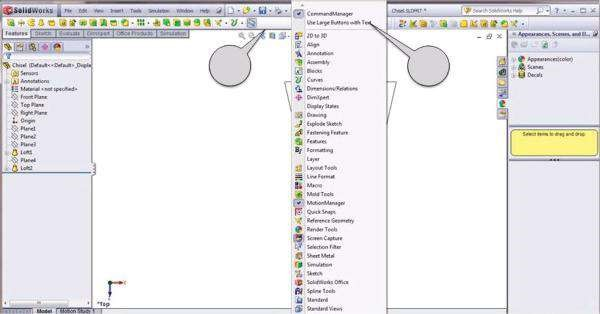 SolidWorks
File Edit View Insert Tools Simulation Window Help
Chisel.SLDPRT *
Search SolidWorks Help
Features Sketch Evaluate DimXpert Office Products Simulation
Chisel (Default<<Default>_Displa
Sensors
Annotations
Material <not specified>
Front Plane
Top Plane
Right Plane
Origin
Plane1
Plane2
Plane3
Loft1
Plane4
Loft2
CommandManager
Use Large Buttons with Text
2D to 3D
Align
Annotation
Assembly
Blocks
Curves
Dimensions/Relations
DimXpert
Display States
Drawing
Explode Sketch
Fastening Feature
Features
Formatting
Layer
Layout Tools
Line Format
Macro
Mold Tools
MotionManager
Quick Snaps
Reference Geometry
Render Tools
Screen Capture
Selection Filter
Sheet Metal
Simulation
Sketch
SolidWorks Office
Spline Tools
Standard
Standard Views
Appearances, Scenes, and D...
Appearances(color)
Scenes
Decals
Select items to drag and drop
*Top
Model Motion Study 1